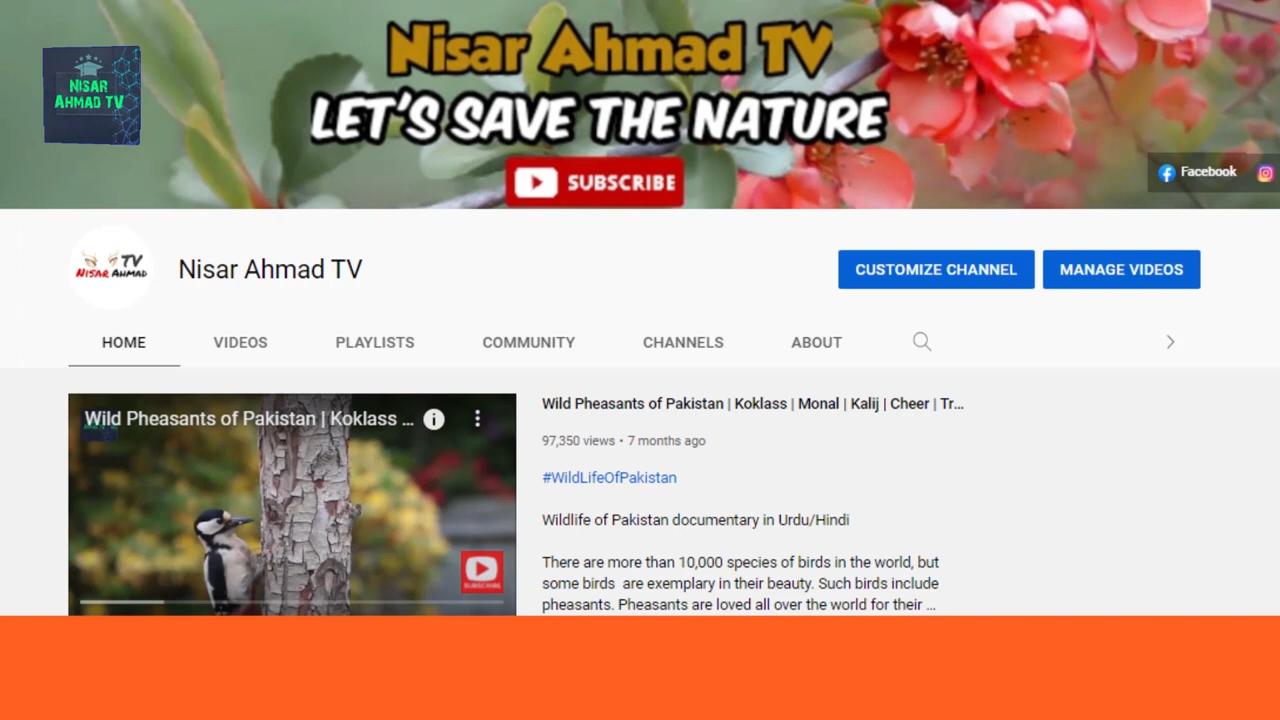 Nisar Ahmad TV
NISAR
AHMAD TV
LET'S SAVE THE NATURE
SUBSCRIBE
Facebook
TV
NISAR AHMAD
Nisar Ahmad TV
CUSTOMIZE CHANNEL
MANAGE VIDEOS
HOME VIDEOS PLAYLISTS COMMUNITY CHANNELS ABOUT
Wild Pheasants of Pakistan | Koklass ...
Wild Pheasants of Pakistan | Koklass | Monal | Kalij | Cheer | Tr...
97,350 views • 7 months ago
#WildLifeOfPakistan
Wildlife of Pakistan documentary in Urdu/Hindi
There are more than 10,000 species of birds in the world, but
some birds  are exemplary in their beauty. Such birds include
pheasants. Pheasants are loved all over the world for their ...
SUBSCRIBE